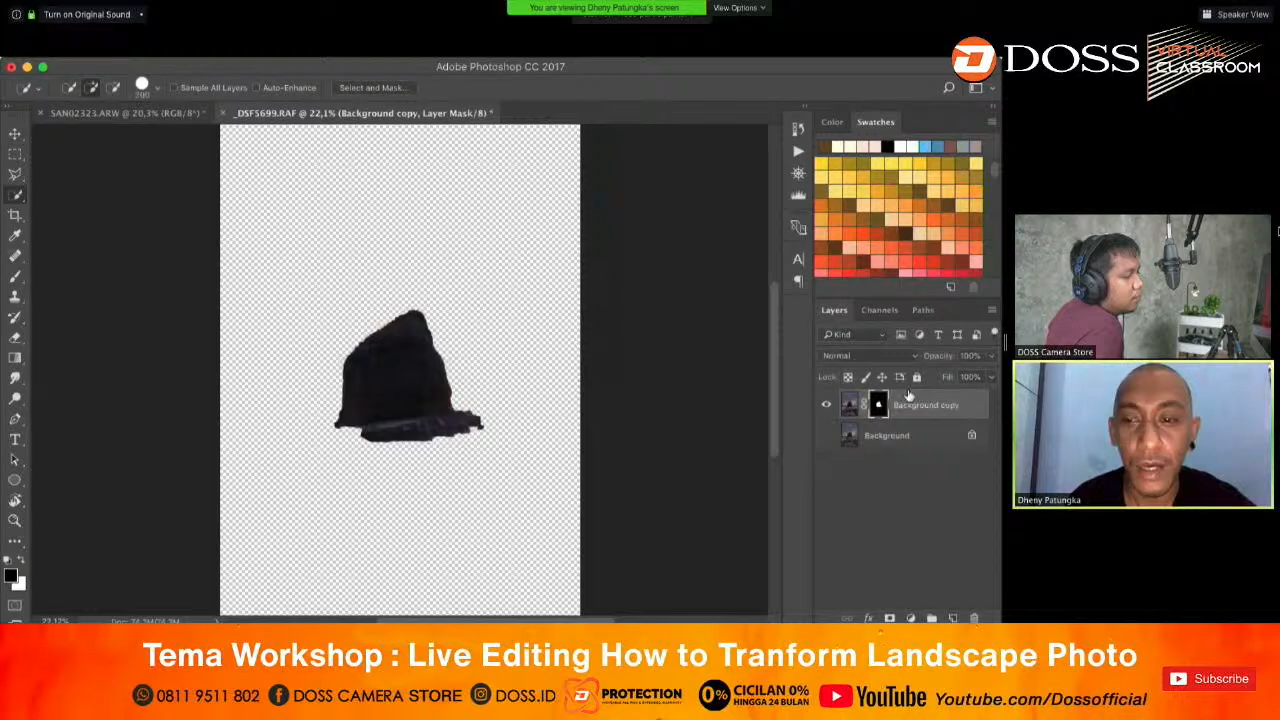 Turn on Original Sound
You are viewing Dheny Patungka's screen
View Options
Speaker View
DOSS
VIRTUAL
CLASSROOM
Adobe Photoshop CC 2017
Sample All Layers
Auto-Enhance
Select and Mask...
SAN02323.ARW @ 20,3% (RGB/8*) *
_DSF5699.RAF @ 22,1% (Background copy, Layer Mask/8) *
Color
Swatches
Layers
Channels
Paths
Kind
Normal
Opacity: 100%
Lock:
Fill: 100%
Background copy
Background
DOSS Camera Store
Dheny Patungka
22,12%
Tema Workshop : Live Editing How to Tranform Landscape Photo
0811 9511 802
DOSS CAMERA STORE
DOSS.ID
PROTECTION
0%
CICILAN 0%
HINGGA 24 BULAN
YouTube
Youtube.com/Dossofficial
Subscribe